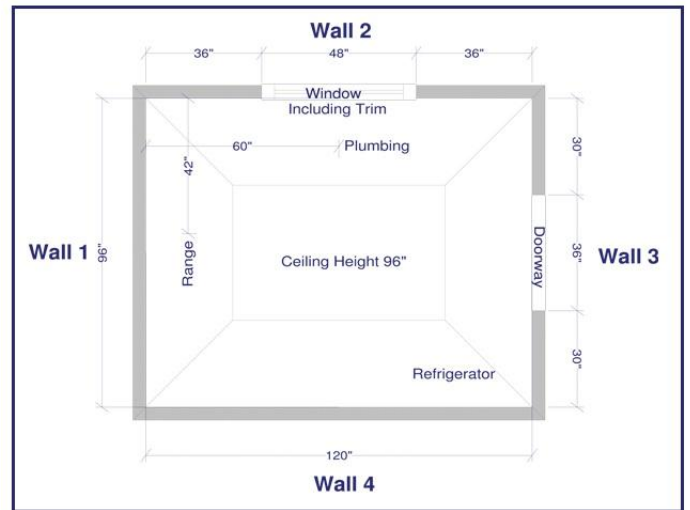 Wall 2
36"
48"
36"
Window
Including Trim
60"
Plumbing
42"
30"
Wall 1
96"
Range
Ceiling Height 96"
Doorway
36"
Wall 3
30"
Refrigerator
120"
Wall 4